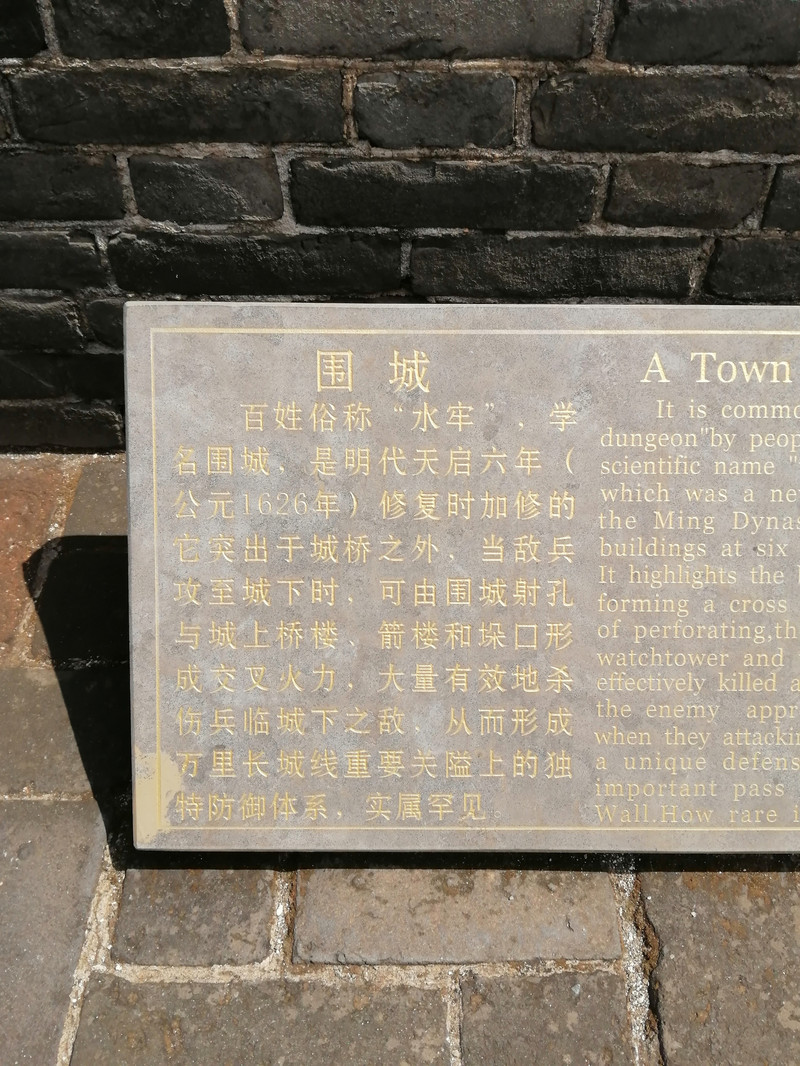 围城
百姓俗称“水牢”，学
名围城，是明代天启六年（
公元1626年）修复时加修的
它突出于城桥之外，当敌兵
攻至城下时，可由围城射孔
与城上桥楼、箭楼和垛口形
成交叉火力，大量有效地杀
伤兵临城下之敌，从而形成
万里长城线重要关隘上的独
特防御体系，实属罕见
A Town
It is commo
dungeon"by peop
scientific name "
which was a ne
the Ming Dynas
buildings at six
It highlights the
forming a cross
of perforating,th
watchtower and
effectively killed a
the enemy appr
when they attackin
a unique defens
important pass
Wall.How rare i